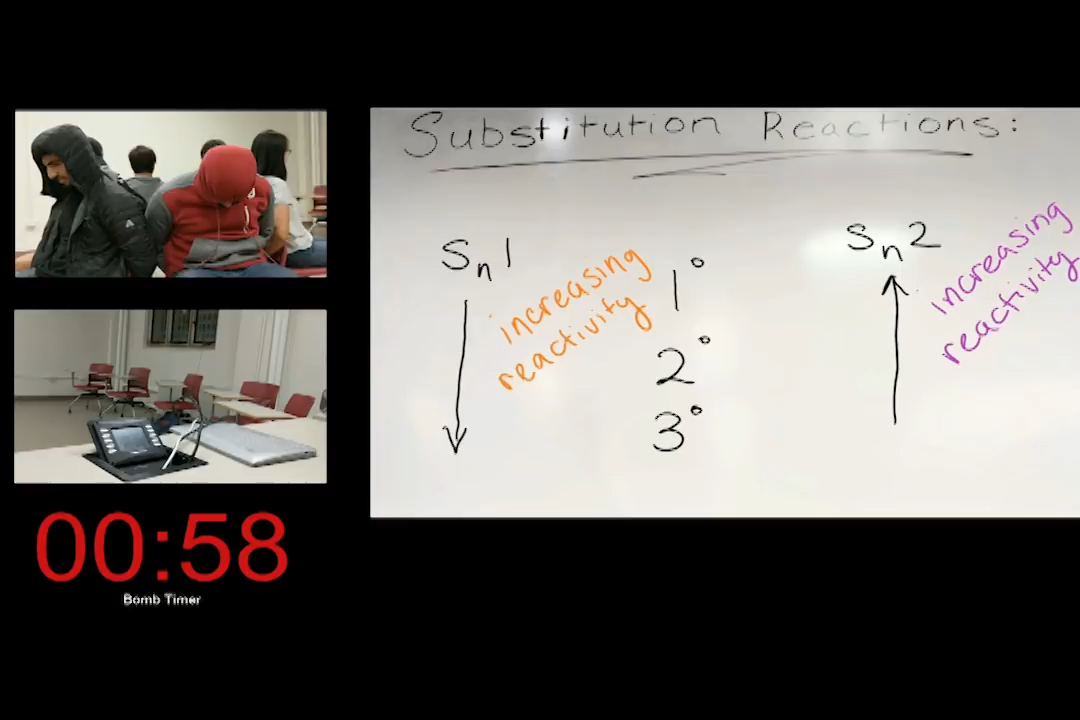 Substitution Reactions:
Sn1
increasing
reactivity
1°
2°
3°
Sn2
increasing
reactivity
00:58
Bomb Timer